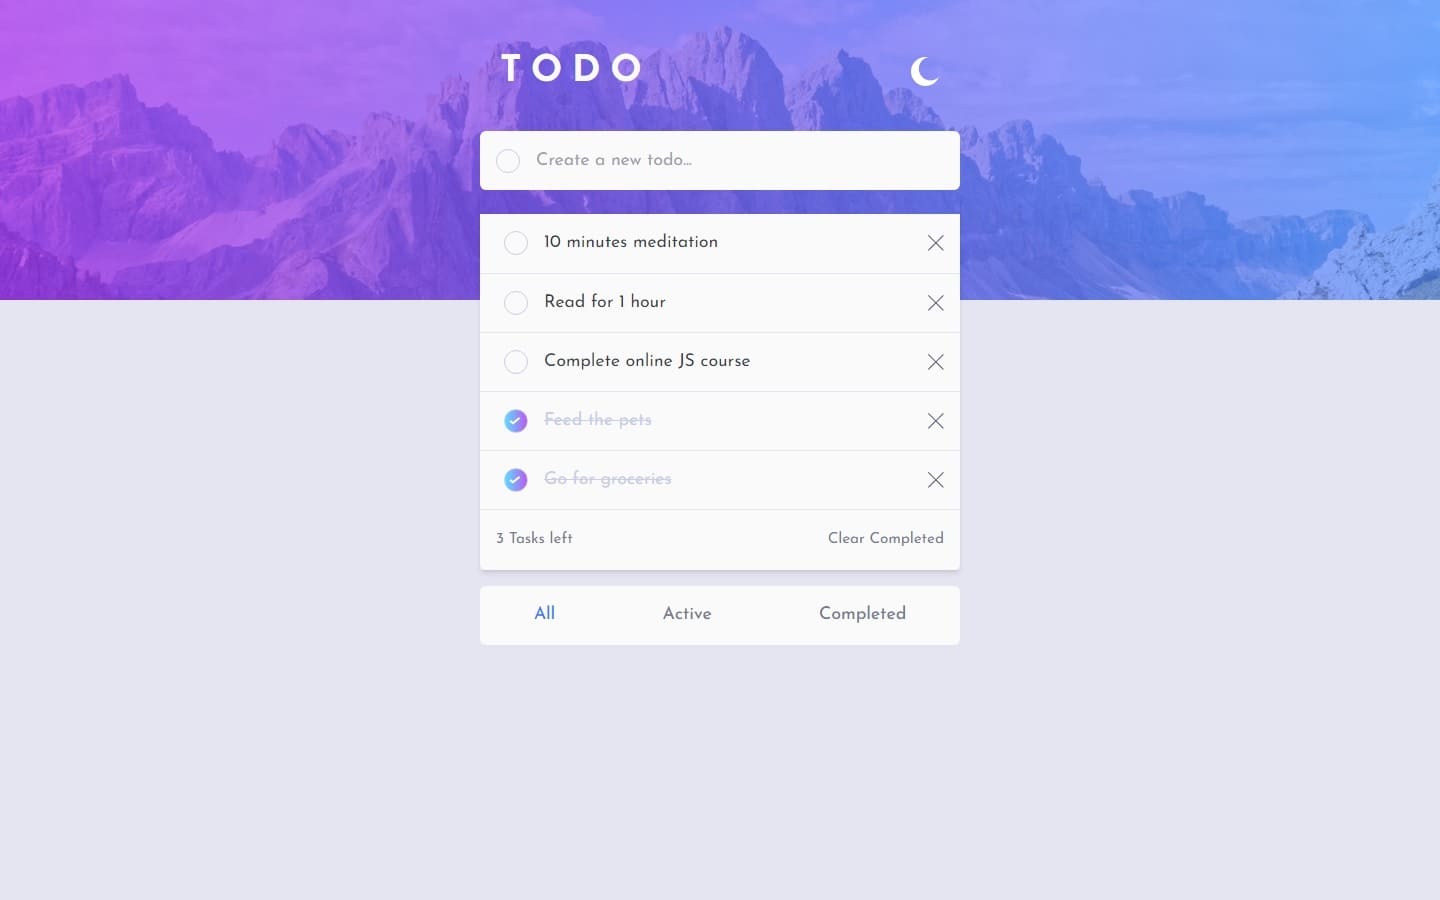 TODO
Create a new todo...
10 minutes meditation
Read for 1 hour
Complete online JS course
Feed the pets
Go for groceries
3 Tasks left Clear Completed
All Active Completed